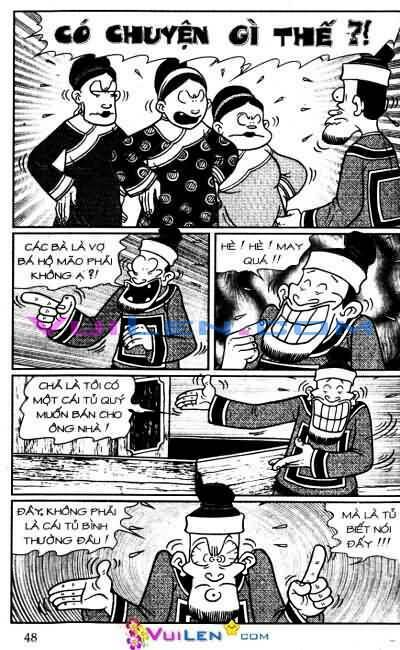 CÓ CHUYỆN GÌ THẾ ?!
CÁC BÀ LÀ VỢ
BÁ HỘ MÃO PHẢI
KHÔNG Ạ ?!
HÈ ! HÈ ! MAY
QUÁ !!
CHẢ LÀ TÔI CÓ
MỘT CÁI TỦ QUÝ
MUỐN BÁN CHO
ÔNG NHÀ !
ĐẤY, KHÔNG PHẢI
LÀ CÁI TỦ BÌNH
THƯỜNG ĐÂU !
MÀ LÀ TỦ
BIẾT NÓI
ĐẤY !!!
VUILEN.COM
48
VUILEN.COM